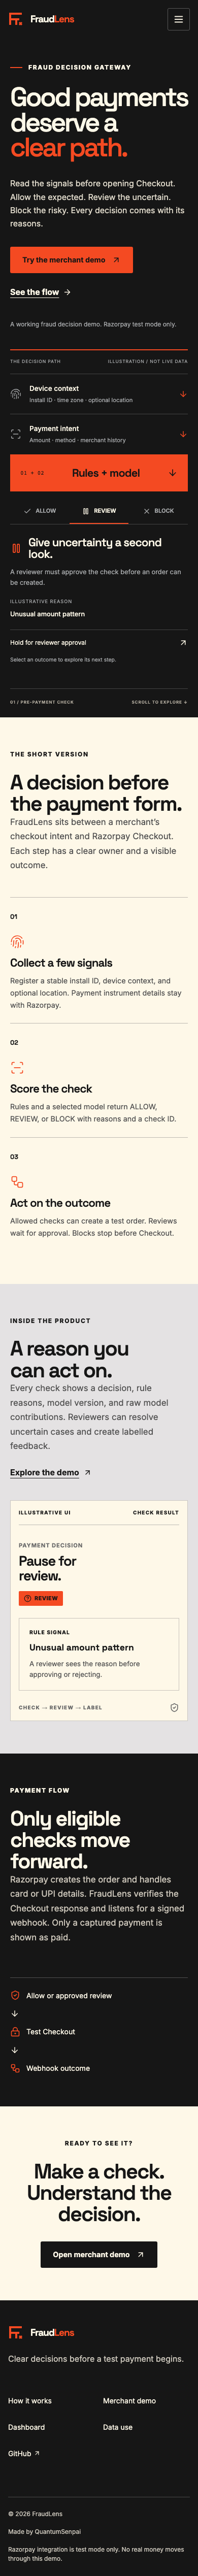 FraudLens
FRAUD DECISION GATEWAY
Good payments
deserve a
clear path.
Read the signals before opening Checkout.
Allow the expected. Review the uncertain.
Block the risky. Every decision comes with its
reasons.
Try the merchant demo
See the flow
A working fraud decision demo. Razorpay test mode only.
THE DECISION PATH
ILLUSTRATION / NOT LIVE DATA
Device context
Install ID · time zone · optional location
Payment intent
Amount · method · merchant history
01 + 02 Rules + model
ALLOW REVIEW BLOCK
Give uncertainty a second
look.
A reviewer must approve the check before an order can
be created.
ILLUSTRATIVE REASON
Unusual amount pattern
Hold for reviewer approval
Select an outcome to explore its next step.
01 / PRE-PAYMENT CHECK
SCROLL TO EXPLORE ↓
THE SHORT VERSION
A decision before
the payment form.
FraudLens sits between a merchant's
checkout intent and Razorpay Checkout.
Each step has a clear owner and a visible
outcome.
01
Collect a few signals
Register a stable install ID, device context, and
optional location. Payment instrument details stay
with Razorpay.
02
Score the check
Rules and a selected model return ALLOW,
REVIEW, or BLOCK with reasons and a check ID.
03
Act on the outcome
Allowed checks can create a test order. Reviews
wait for approval. Blocks stop before Checkout.
INSIDE THE PRODUCT
A reason you
can act on.
Every check shows a decision, rule
reasons, model version, and raw model
contributions. Reviewers can resolve
uncertain cases and create labelled
feedback.
Explore the demo
ILLUSTRATIVE UI
CHECK RESULT
PAYMENT DECISION
Pause for
review.
REVIEW
RULE SIGNAL
Unusual amount pattern
A reviewer sees the reason before
approving or rejecting.
CHECK → REVIEW → LABEL
PAYMENT FLOW
Only eligible
checks move
forward.
Razorpay creates the order and handles
card or UPI details. FraudLens verifies the
Checkout response and listens for a signed
webhook. Only a captured payment is
shown as paid.
Allow or approved review
Test Checkout
Webhook outcome
READY TO SEE IT?
Make a check.
Understand the
decision.
Open merchant demo
FraudLens
Clear decisions before a test payment begins.
How it works
Merchant demo
Dashboard
Data use
GitHub
© 2026 FraudLens
Made by QuantumSenpai
Razorpay integration is test mode only. No real money moves
through this demo.